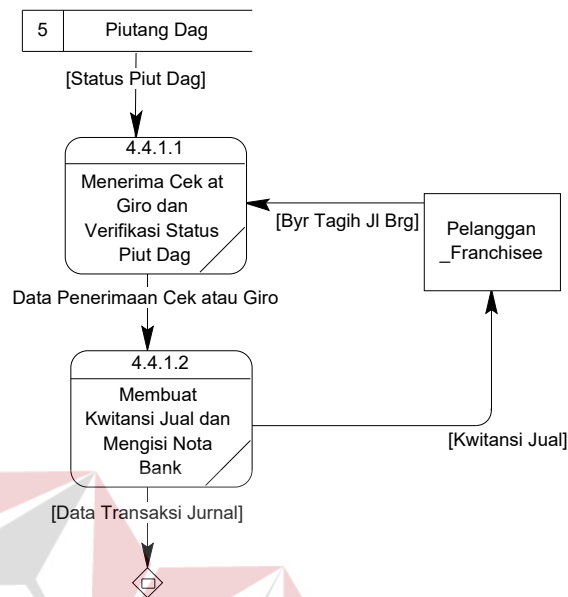 5 Piutang Dag
[Status Piut Dag]
4.4.1.1
Menerima Cek at
Giro dan
Verifikasi Status
Piut Dag
[Byr Tagih Jl Brg]
Pelanggan
_Franchisee
Data Penerimaan Cek atau Giro
4.4.1.2
Membuat
Kwitansi Jual dan
Mengisi Nota
Bank
[Kwitansi Jual]
[Data Transaksi Jurnal]